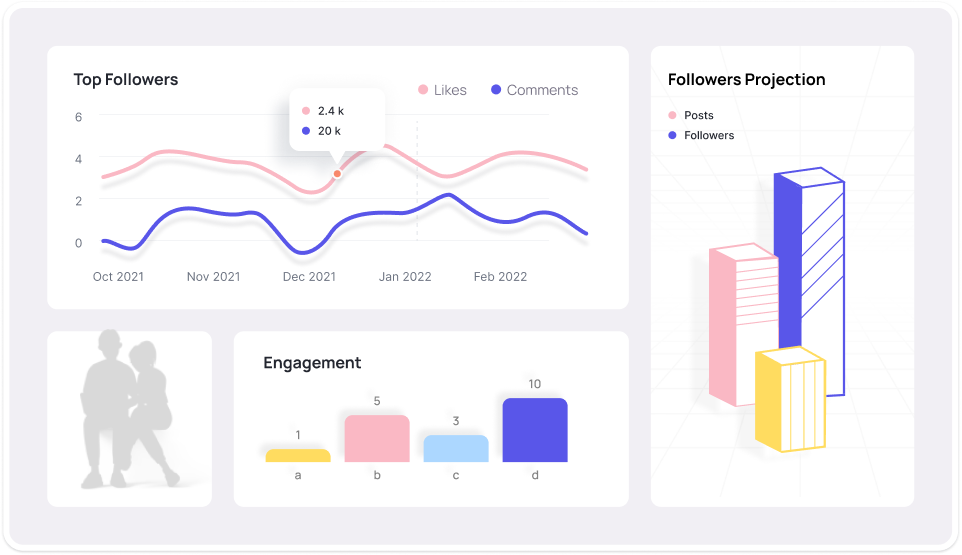 Top Followers
Likes
Comments
2.4 k
20 k
6
4
2
0
Oct 2021
Nov 2021
Dec 2021
Jan 2022
Feb 2022
Followers Projection
Posts
Followers
Engagement
1
5
3
10
a
b
c
d